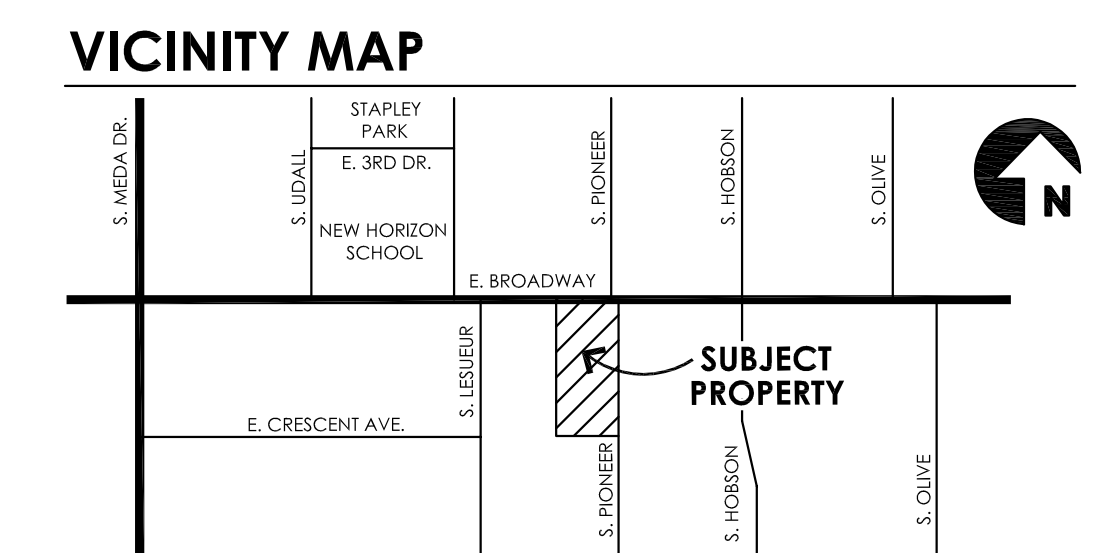 VICINITY MAP
S. MEDA DR.
S. UDALL
STAPLEY
PARK
E. 3RD DR.
NEW HORIZON
SCHOOL
S. PIONEER
S. HOBSON
S. OLIVE
N
E. BROADWAY
S. LESUEUR
SUBJECT
PROPERTY
E. CRESCENT AVE.
S. PIONEER
S. HOBSON
S. OLIVE